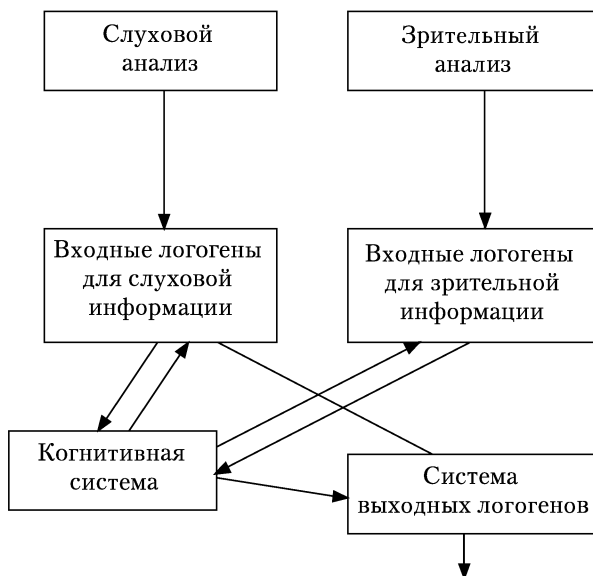 Слуховой
анализ
Зрительный
анализ
Входные логогены
для слуховой
информации
Входные логогены
для зрительной
информации
Когнитивная
система
Система
выходных логогенов